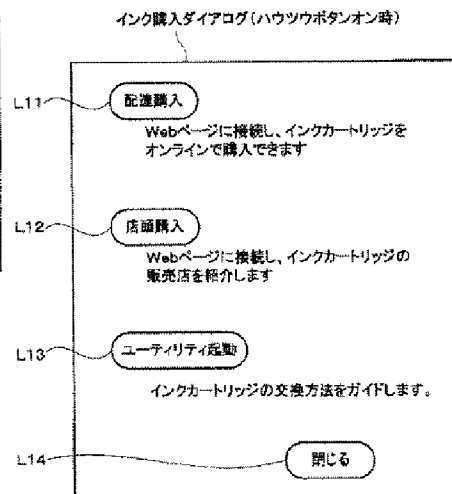 インク購入ダイアログ(ハウツウボタンオン時)
L11
配達購入
Webページに接続し、インクカートリッジを
オンラインで購入できます
L12
店頭購入
Webページに接続し、インクカートリッジの
販売店を紹介します
L13
ユーティリティ起動
インクカートリッジの交換方法をガイドします。
L14
閉じる